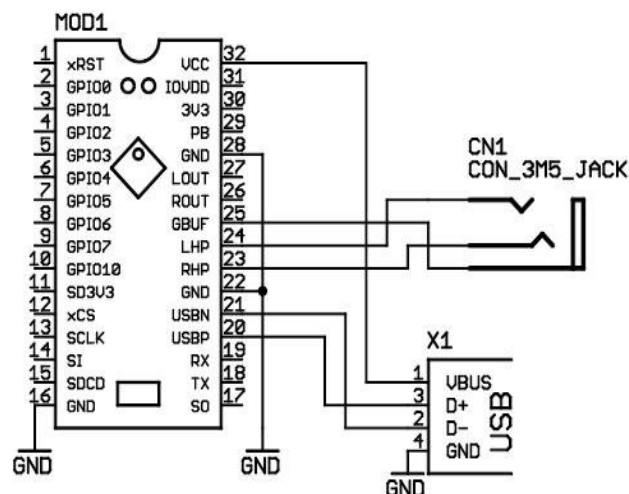 MOD1
1 xRST VCC 32
2 GPIO0 IOVDD 31
3 GPIO1 3V3 30
4 GPIO2 PB 29
5 GPIO3 GND 28
6 GPIO4 LOUT 27
7 GPIO5 ROUT 26
8 GPIO6 GBUF 25
9 GPIO7 LHP 24
10 GPIO10 RHP 23
11 SD3V3 GND 22
12 xCS USBN 21
13 SCLK USBP 20
14 SI RX 19
15 SDCD TX 18
16 GND SO 17
GND
GND
CN1
CON_3M5_JACK
X1
1 VBUS
3 D+
2 D-
4 GND
USB
GND